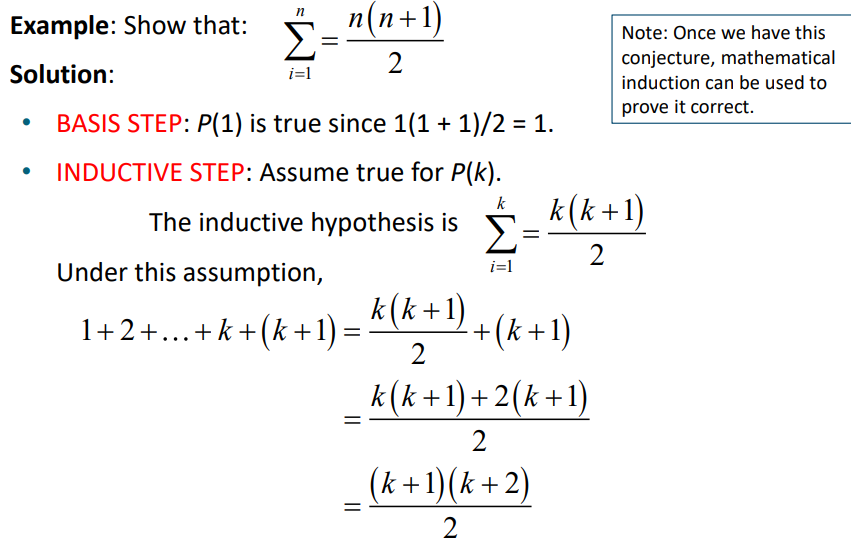 Example: Show that: $\sum_{i=1}^{n} = \frac{n(n+1)}{2}$
Solution:
Note: Once we have this
conjecture, mathematical
induction can be used to
prove it correct.
• BASIS STEP: P(1) is true since 1(1 + 1)/2 = 1.
• INDUCTIVE STEP: Assume true for P(k).
The inductive hypothesis is $\sum_{i=1}^{k} = \frac{k(k+1)}{2}$
Under this assumption,
$1+2+\ldots+k+(k+1) = \frac{k(k+1)}{2}+(k+1)$
$= \frac{k(k+1)+2(k+1)}{2}$
$= \frac{(k+1)(k+2)}{2}$